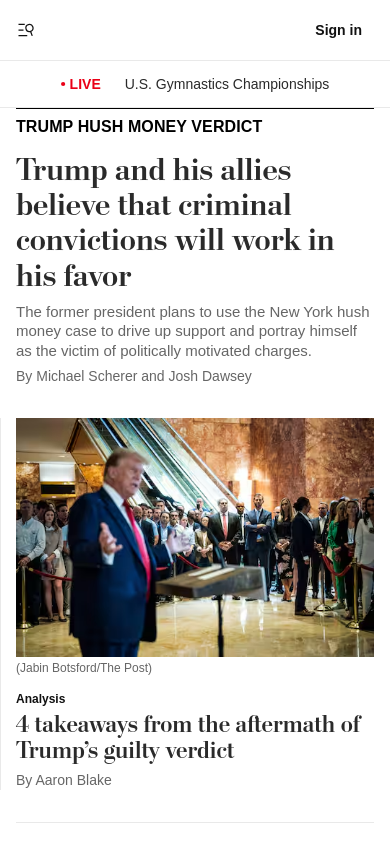 Sign in
• LIVE U.S. Gymnastics Championships
TRUMP HUSH MONEY VERDICT
Trump and his allies
believe that criminal
convictions will work in
his favor
The former president plans to use the New York hush
money case to drive up support and portray himself
as the victim of politically motivated charges.
By Michael Scherer and Josh Dawsey
(Jabin Botsford/The Post)
Analysis
4 takeaways from the aftermath of
Trump’s guilty verdict
By Aaron Blake